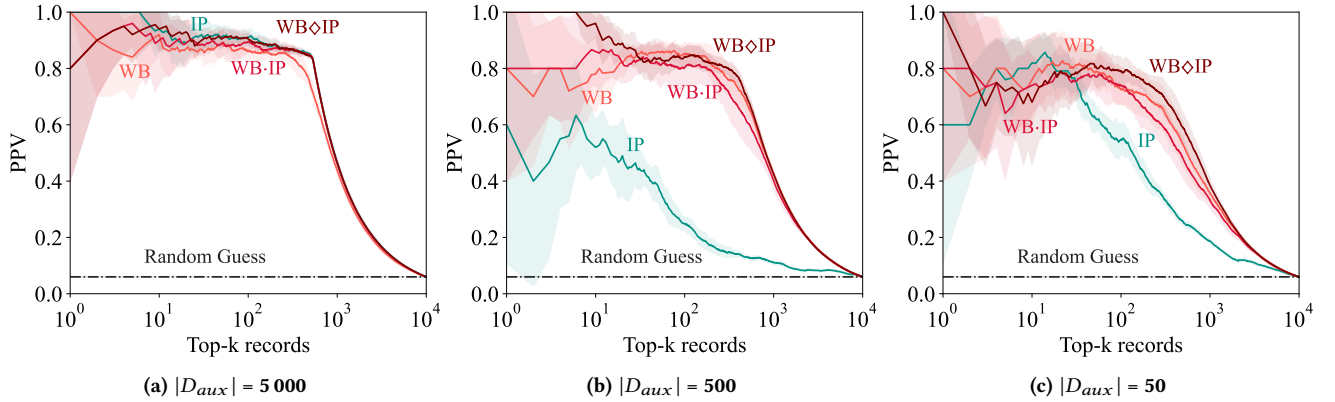 1.0
0.8
0.6
0.4
0.2
0.0
PPV
IP
WB◇IP
WB
WB·IP
Random Guess
10^0 10^1 10^2 10^3 10^4
Top-k records
(a) |D_aux| = 5 000
1.0
0.8
0.6
0.4
0.2
0.0
PPV
WB◇IP
WB
WB·IP
IP
Random Guess
10^0 10^1 10^2 10^3 10^4
Top-k records
(b) |D_aux| = 500
1.0
0.8
0.6
0.4
0.2
0.0
PPV
WB
WB◇IP
WB·IP
IP
Random Guess
10^0 10^1 10^2 10^3 10^4
Top-k records
(c) |D_aux| = 50